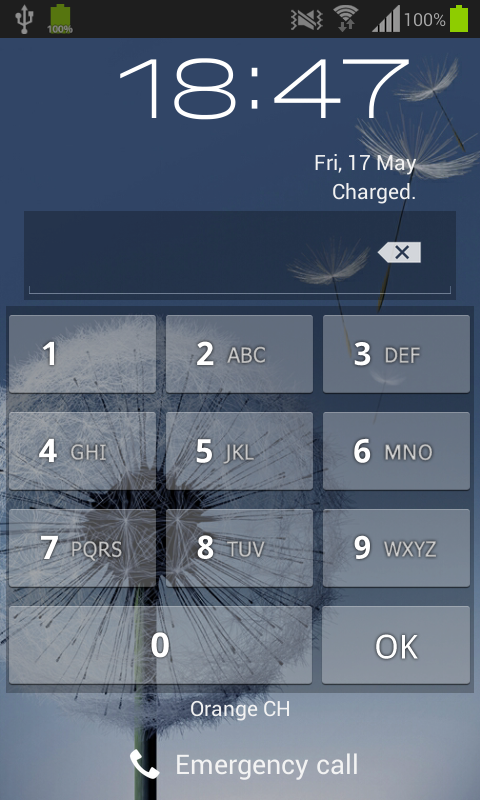 100%
100%
18:47
Fri, 17 May
Charged.
1
2 ABC
3 DEF
4 GHI
5 JKL
6 MNO
7 PQRS
8 TUV
9 WXYZ
0
OK
Orange CH
Emergency call